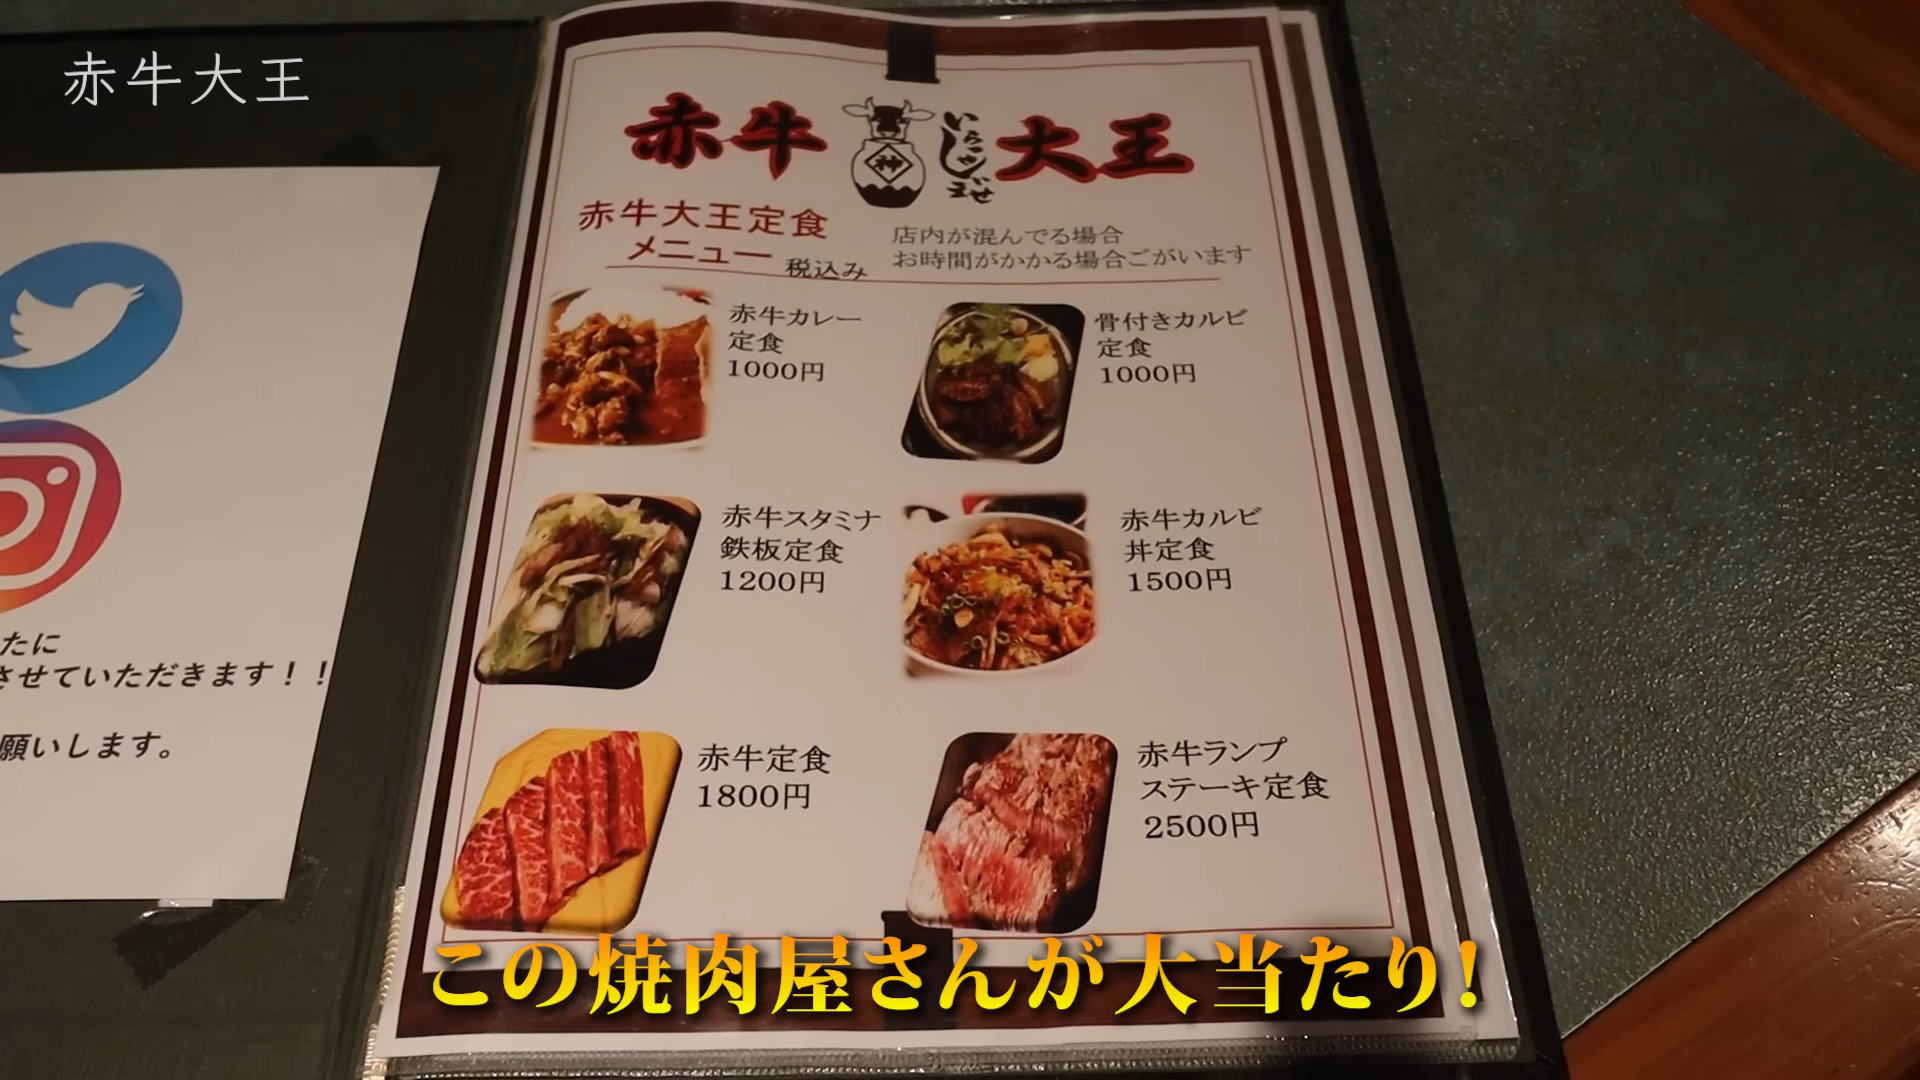 赤牛大王
赤牛
神
いらっしゃいませ
大王
赤牛大王定食
メニュー 税込み
店内が混んでる場合
お時間がかかる場合ごがいます
赤牛カレー
定食
1000円
骨付きカルビ
定食
1000円
赤牛スタミナ
鉄板定食
1200円
赤牛カルビ
丼定食
1500円
赤牛定食
1800円
赤牛ランプ
ステーキ定食
2500円
たに
させていただきます！！
願いします。
この焼肉屋さんが大当たり!